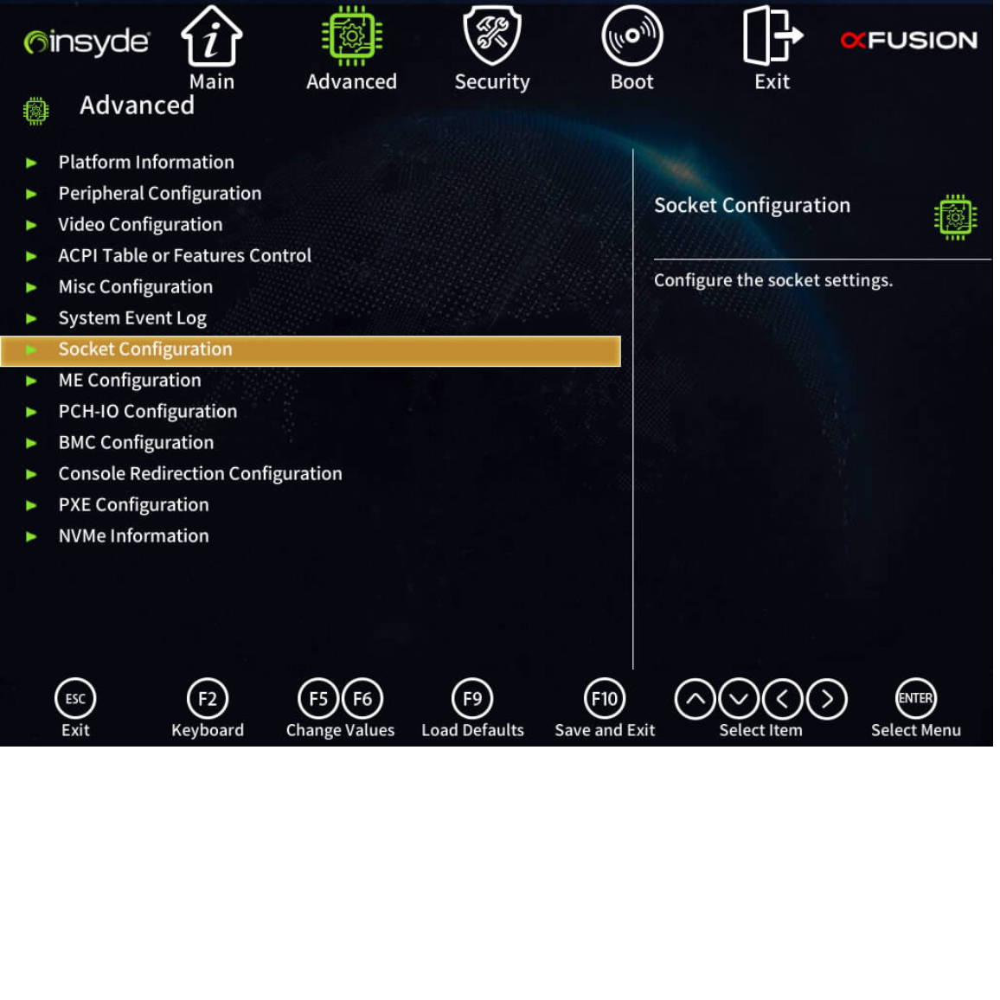 insyde
Main
Advanced
Security
Boot
Exit
FUSION
Advanced
Platform Information
Peripheral Configuration
Video Configuration
ACPI Table or Features Control
Misc Configuration
System Event Log
Socket Configuration
ME Configuration
PCH-IO Configuration
BMC Configuration
Console Redirection Configuration
PXE Configuration
NVMe Information
Socket Configuration
Configure the socket settings.
ESC
Exit
F2
Keyboard
F5 F6
Change Values
F9
Load Defaults
F10
Save and Exit
Select Item
ENTER
Select Menu